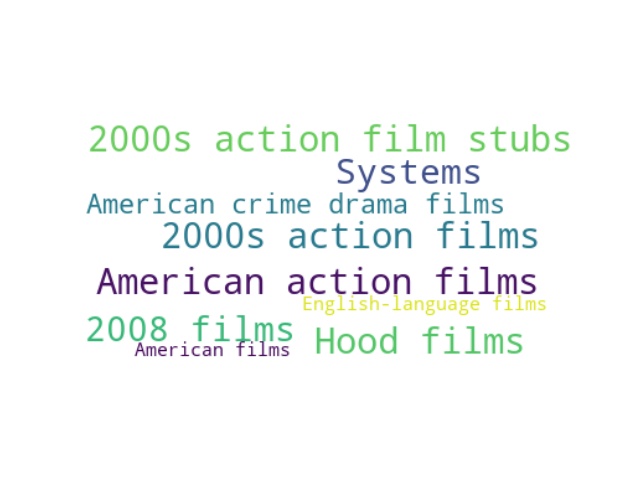 2000s action film stubs
Systems
American crime drama films
2000s action films
American action films
English-language films
2008 films
Hood films
American films